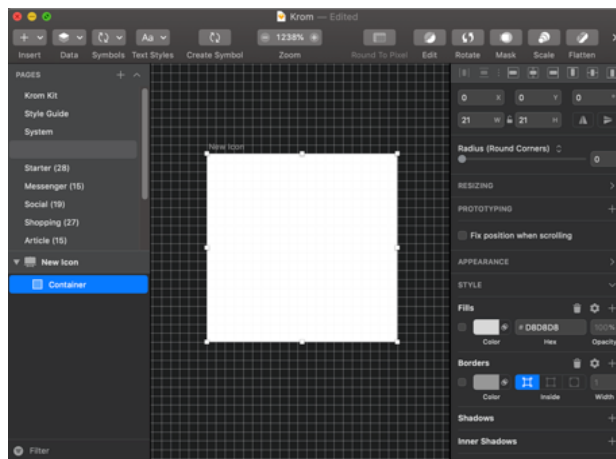 Krom — Edited
1238%
Insert Data Symbols Text Styles Create Symbol Zoom Round To Pixel Edit Rotate Mask Scale Flatten
Aa
PAGES
Krom Kit
Style Guide
System
Starter (28)
Messenger (15)
Social (19)
Shopping (27)
Article (15)
New Icon
Container
Filter
New Icon
0 X 0 Y 0 °
21 W 21 H
Radius (Round Corners)
0
RESIZING
PROTOTYPING
Fix position when scrolling
APPEARANCE
STYLE
Fills
# D8D8D8 100%
Color Hex Opacity
Borders
1
Color Inside Width
Shadows
Inner Shadows